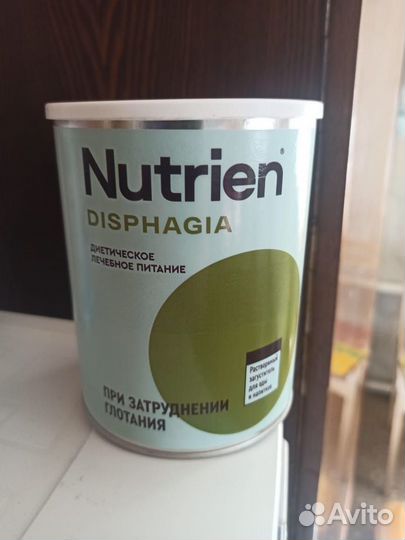 Nutrien®
DISPHAGIA
ДИЕТИЧЕСКОЕ
ЛЕЧЕБНОЕ ПИТАНИЕ
Растворимый
загуститель
для еды
и напитков
ПРИ ЗАТРУДНЕНИИ
ГЛОТАНИЯ
Avito